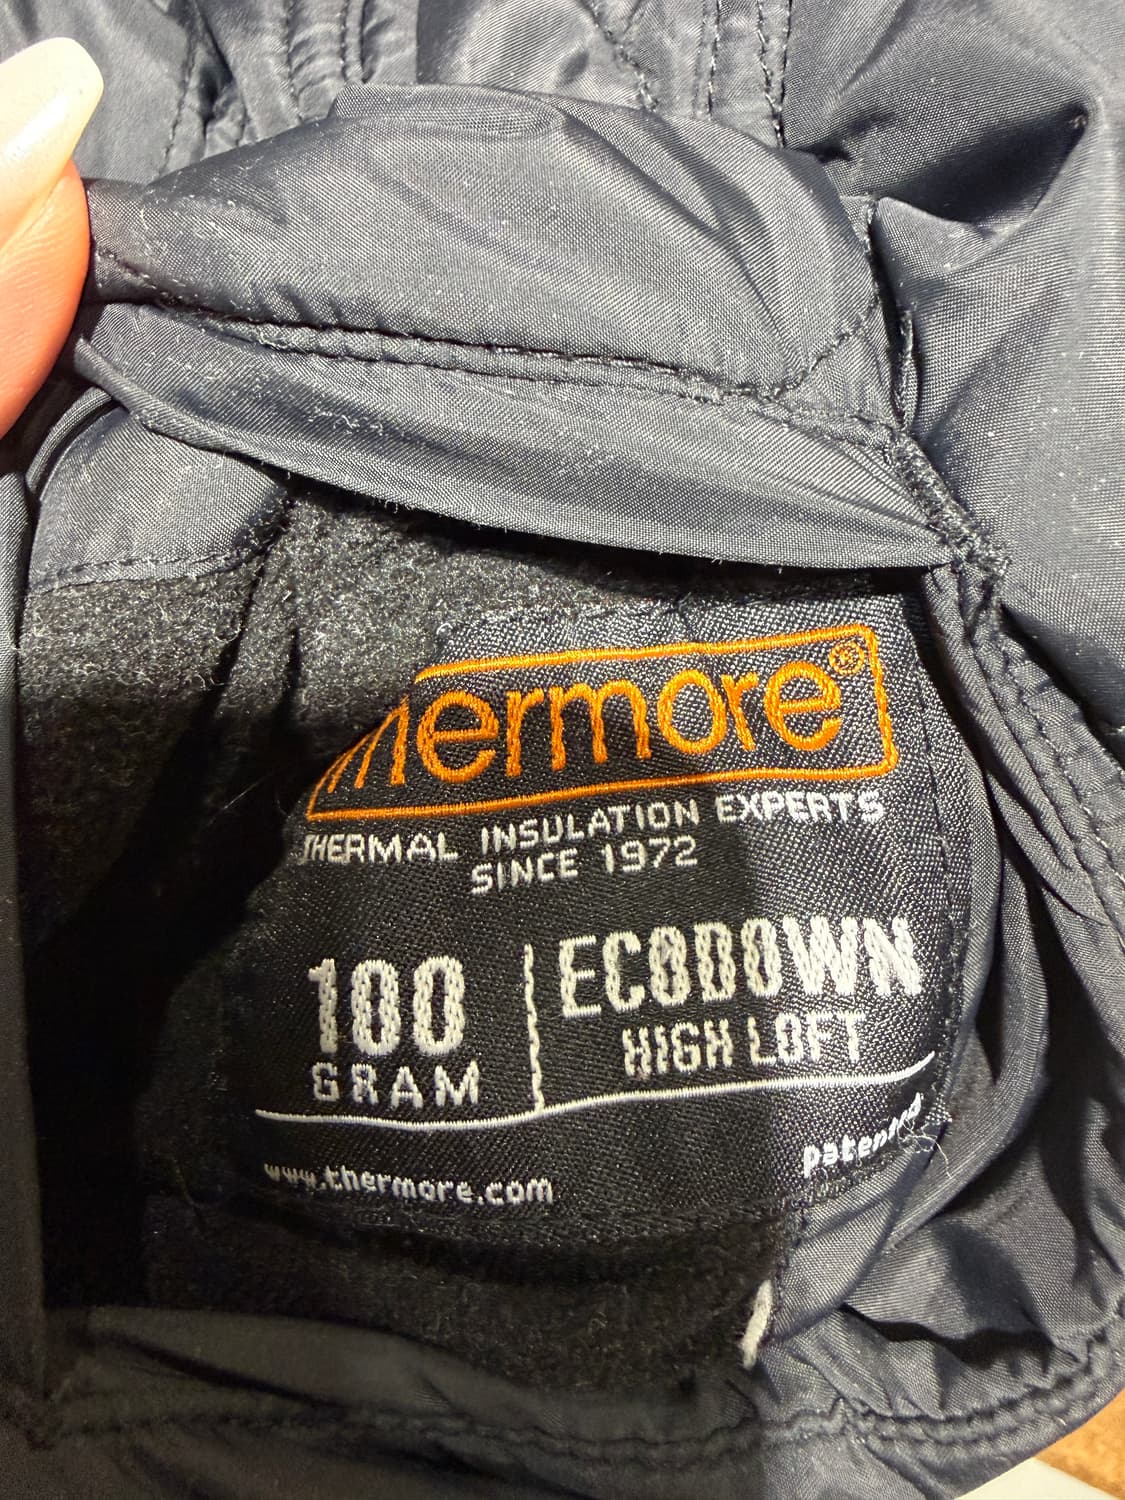 thermore®
THERMAL INSULATION EXPERTS
SINCE 1972
100
GRAM
ECODOWN
HIGH LOFT
www.thermore.com
patented